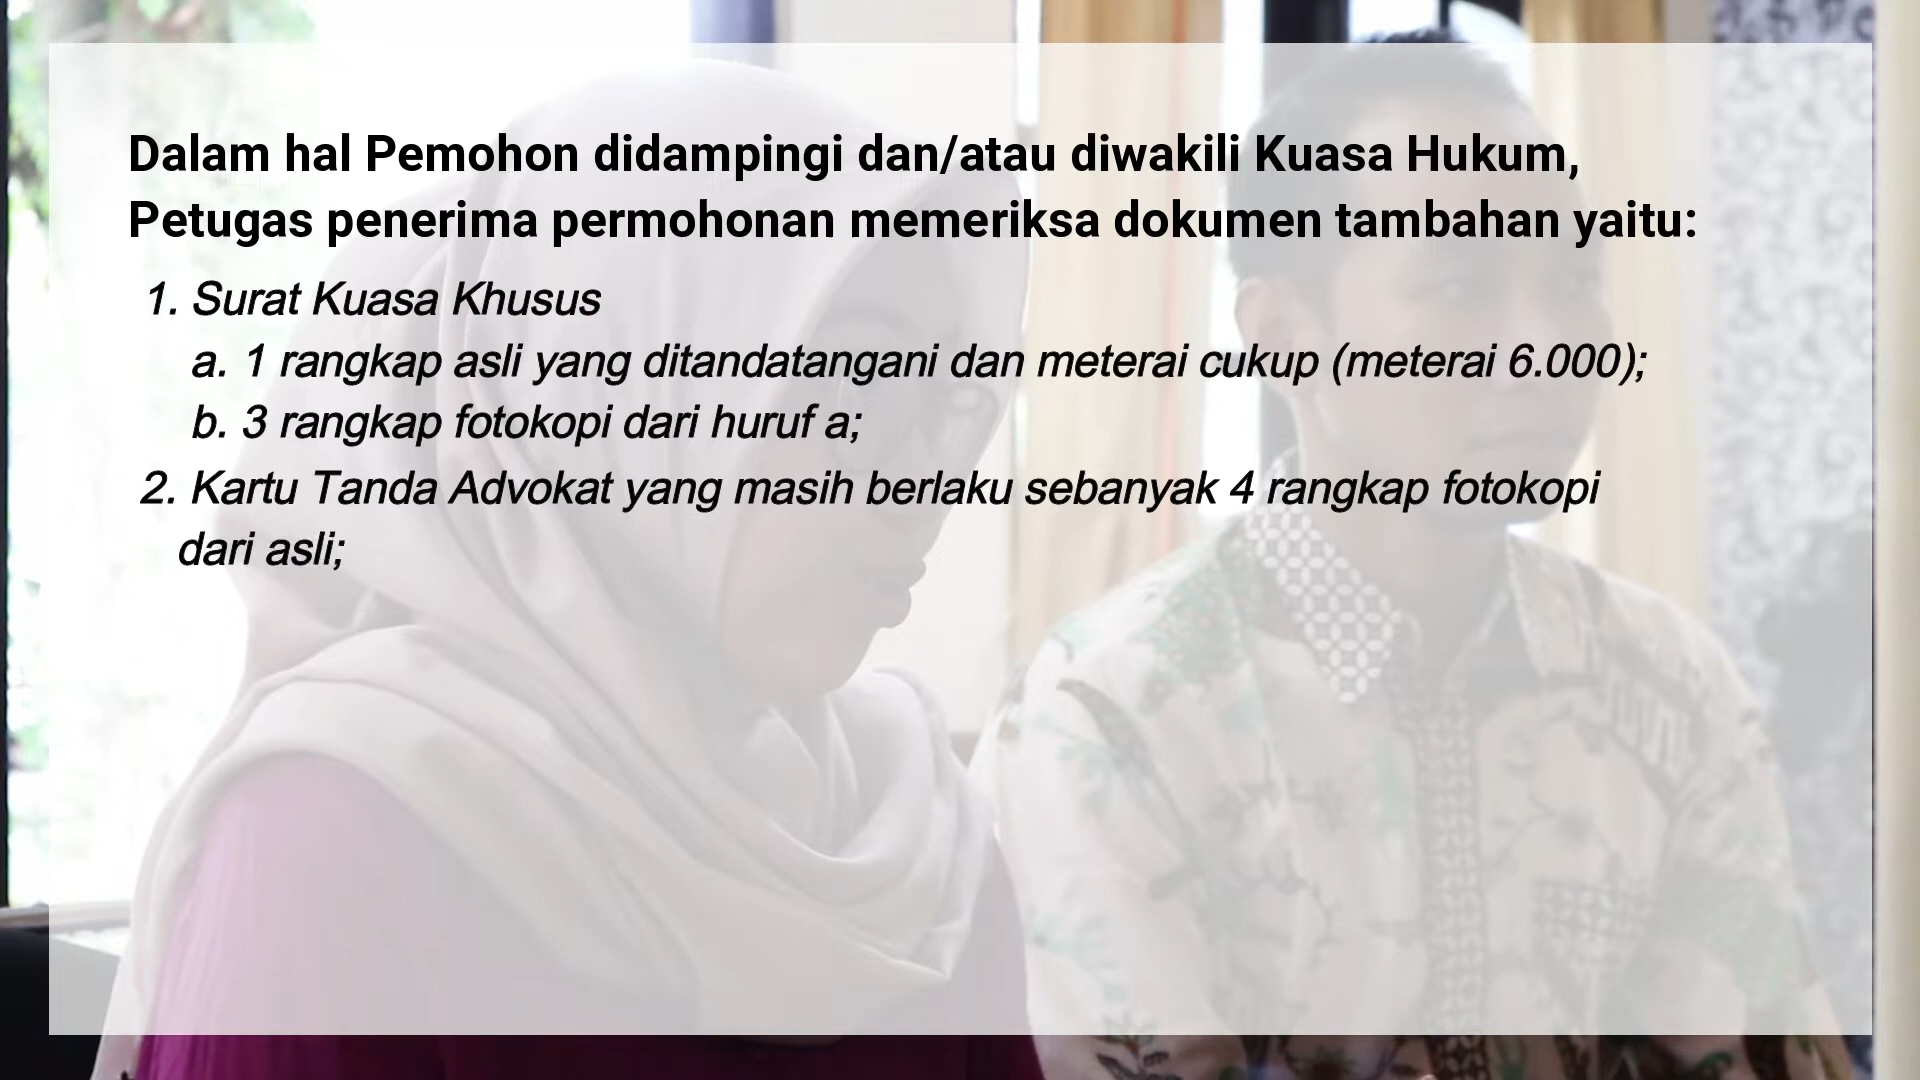 Dalam hal Pemohon didampingi dan/atau diwakili Kuasa Hukum,
Petugas penerima permohonan memeriksa dokumen tambahan yaitu:
1. Surat Kuasa Khusus
a. 1 rangkap asli yang ditandatangani dan meterai cukup (meterai 6.000);
b. 3 rangkap fotokopi dari huruf a;
2. Kartu Tanda Advokat yang masih berlaku sebanyak 4 rangkap fotokopi
dari asli;